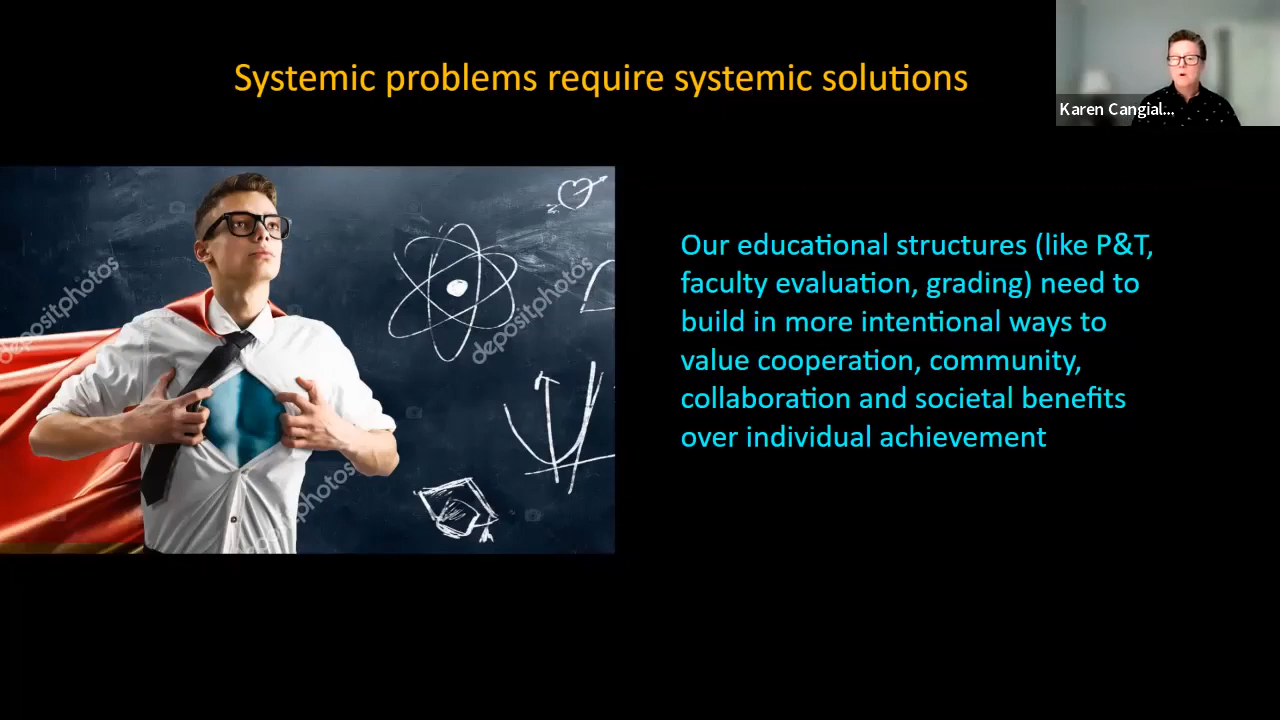 Systemic problems require systemic solutions
Karen Cangial...
Our educational structures (like P&T,
faculty evaluation, grading) need to
build in more intentional ways to
value cooperation, community,
collaboration and societal benefits
over individual achievement
depositphotos
depositphotos
photos